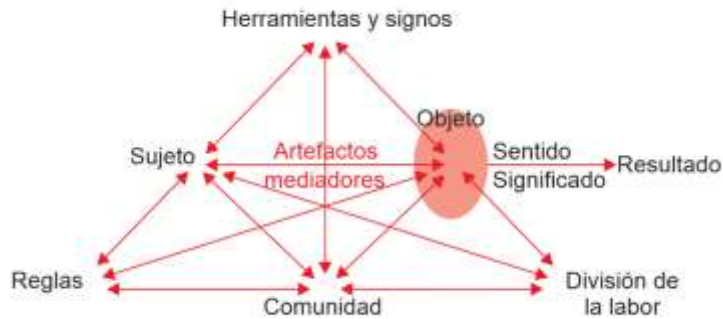 Herramientas y signos
Objeto
Sujeto
Artefactos
mediadores
Sentido
Significado
Resultado
Reglas
Comunidad
División de
la labor